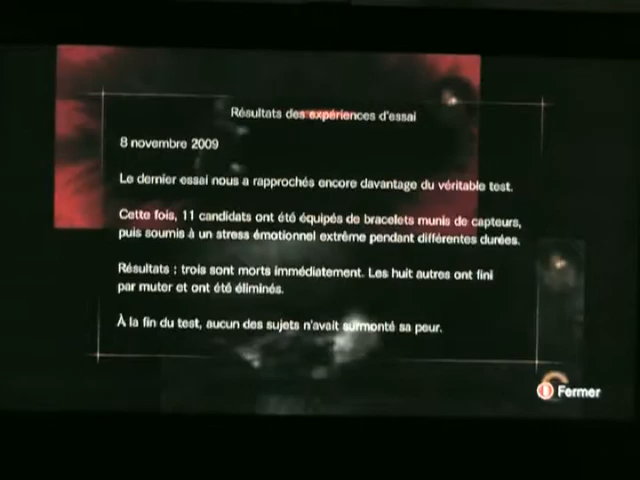 Résultats des expériences d'essai
8 novembre 2009
Le dernier essai nous a rapprochés encore davantage du véritable test.
Cette fois, 11 candidats ont été équipés de bracelets munis de capteurs,
puis soumis à un stress émotionnel extrême pendant différentes durées.
Résultats : trois sont morts immédiatement. Les huit autres ont fini
par muter et ont été éliminés.
À la fin du test, aucun des sujets n'avait surmonté sa peur.
Fermer